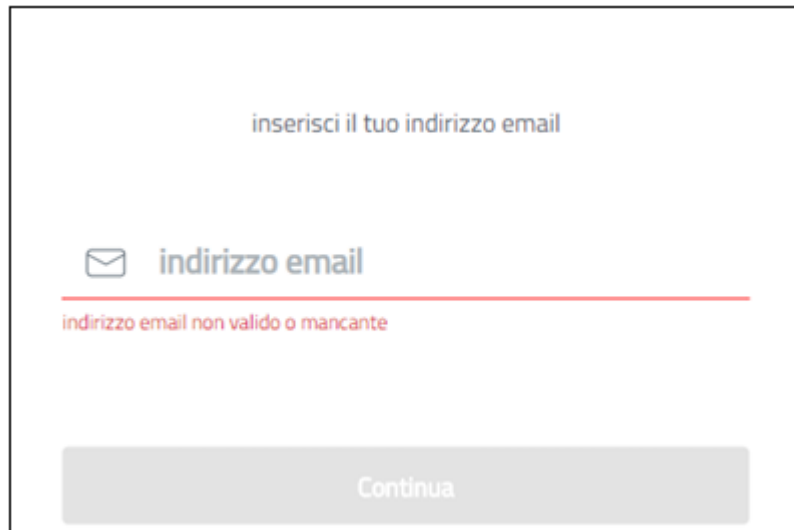 inserisci il tuo indirizzo email
indirizzo email
indirizzo email non valido o mancante
Continua